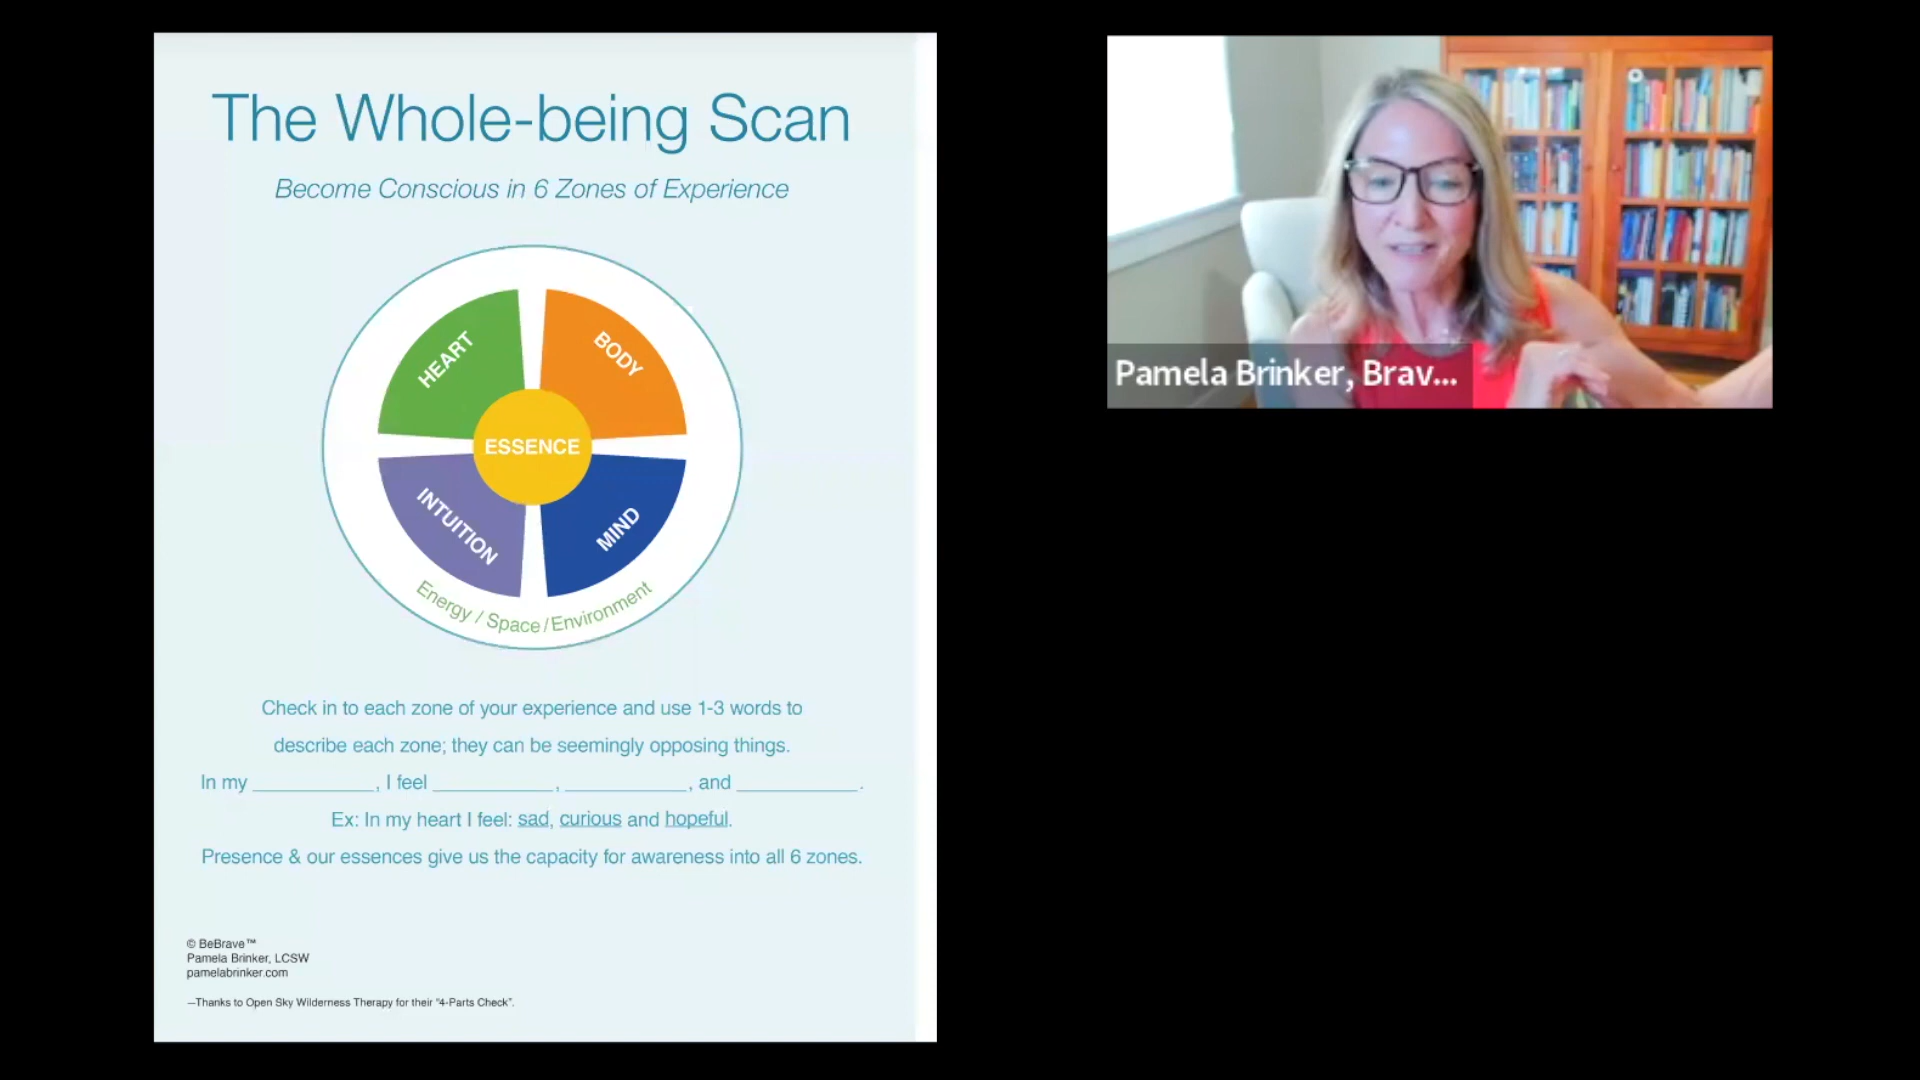 The Whole-being Scan
Become Conscious in 6 Zones of Experience
HEART
BODY
ESSENCE
INTUITION
MIND
Energy / Space / Environment
Check in to each zone of your experience and use 1-3 words to
describe each zone; they can be seemingly opposing things.
In my ___________, I feel ___________, ___________, and ___________.
Ex: In my heart I feel: sad, curious and hopeful.
Presence & our essences give us the capacity for awareness into all 6 zones.
© BeBrave™
Pamela Brinker, LCSW
pamelabrinker.com
—Thanks to Open Sky Wilderness Therapy for their "4-Parts Check".
Pamela Brinker, Brav...